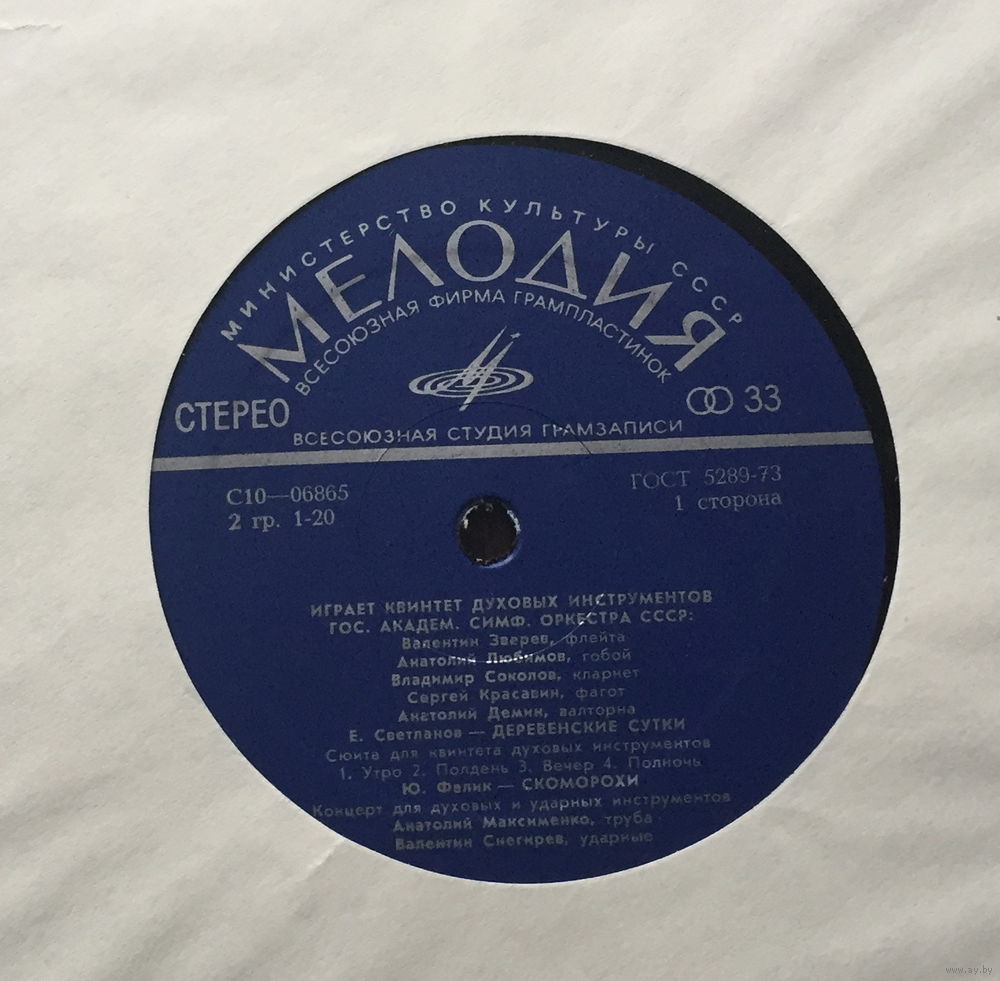 МИНИСТЕРСТВО КУЛЬТУРЫ СССР
МЕЛОДИЯ
ВСЕСОЮЗНАЯ ФИРМА ГРАМПЛАСТИНОК
СТЕРЕО
33
ВСЕСОЮЗНАЯ СТУДИЯ ГРАМЗАПИСИ
С10—06865
ГОСТ 5289-73
2 гр. 1-20
1 сторона
ИГРАЕТ КВИНТЕТ ДУХОВЫХ ИНСТРУМЕНТОВ
ГОС. АКАДЕМ. СИМФ. ОРКЕСТРА СССР:
Валентин Зверев, флейта
Анатолий Любимов, гобой
Владимир Соколов, кларнет
Сергей Красавин, фагот
Анатолий Демин, валторна
Е. Светланов — ДЕРЕВЕНСКИЕ СУТКИ
Сюита для квинтета духовых инструментов
1. Утро 2. Полдень 3. Вечер 4. Полночь
Ю. Фалик — СКОМОРОХИ
Концерт для духовых и ударных инструментов
Анатолий Максименко, труба
Валентин Снегирев, ударные
www.ay.by